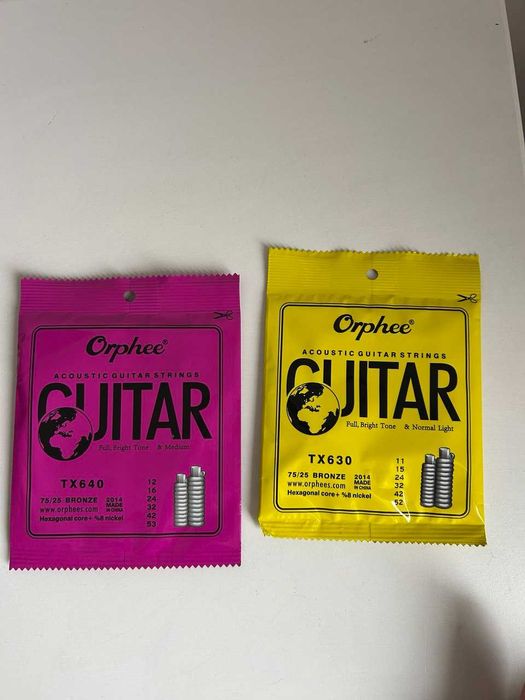 Orphee®
ACOUSTIC GUITAR STRINGS
GUITAR
Full, Bright Tone & Medium
TX640
75/25 BRONZE
www.orphees.com
Hexagonal core+ %8 nickel
2014
MADE
IN CHINA
12
16
24
32
42
53
Orphee®
ACOUSTIC GUITAR STRINGS
GUITAR
Full, Bright Tone & Normal Light
TX630
75/25 BRONZE
www.orphees.com
Hexagonal core+ %8 nickel
2014
MADE
IN CHINA
11
15
24
32
42
52